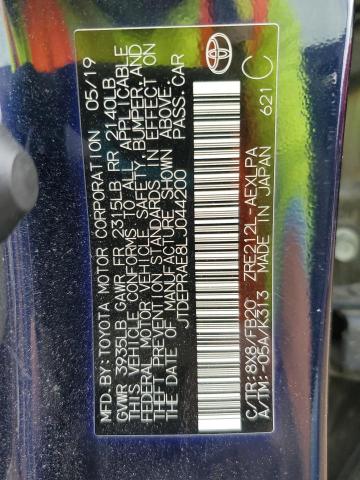 MFD. BY: TOYOTA MOTOR CORPORATION 05/19
GVWR 3935LB GAWR FR 2315LB RR 2140LB
THIS VEHICLE CONFORMS TO ALL APPLICABLE
FEDERAL MOTOR VEHICLE SAFETY, BUMPER, AND
THEFT PREVENTION STANDARDS IN EFFECT ON
DATE OF MANUFACTURE SHOWN ABOVE.
JTDEPRAE8LJ044200 PASS. CAR
C/TR: 8X8/FB20 ZRE212L-AEXLPA
A/TM: -05A/K313 MADE IN JAPAN 621 C
TOYOTA